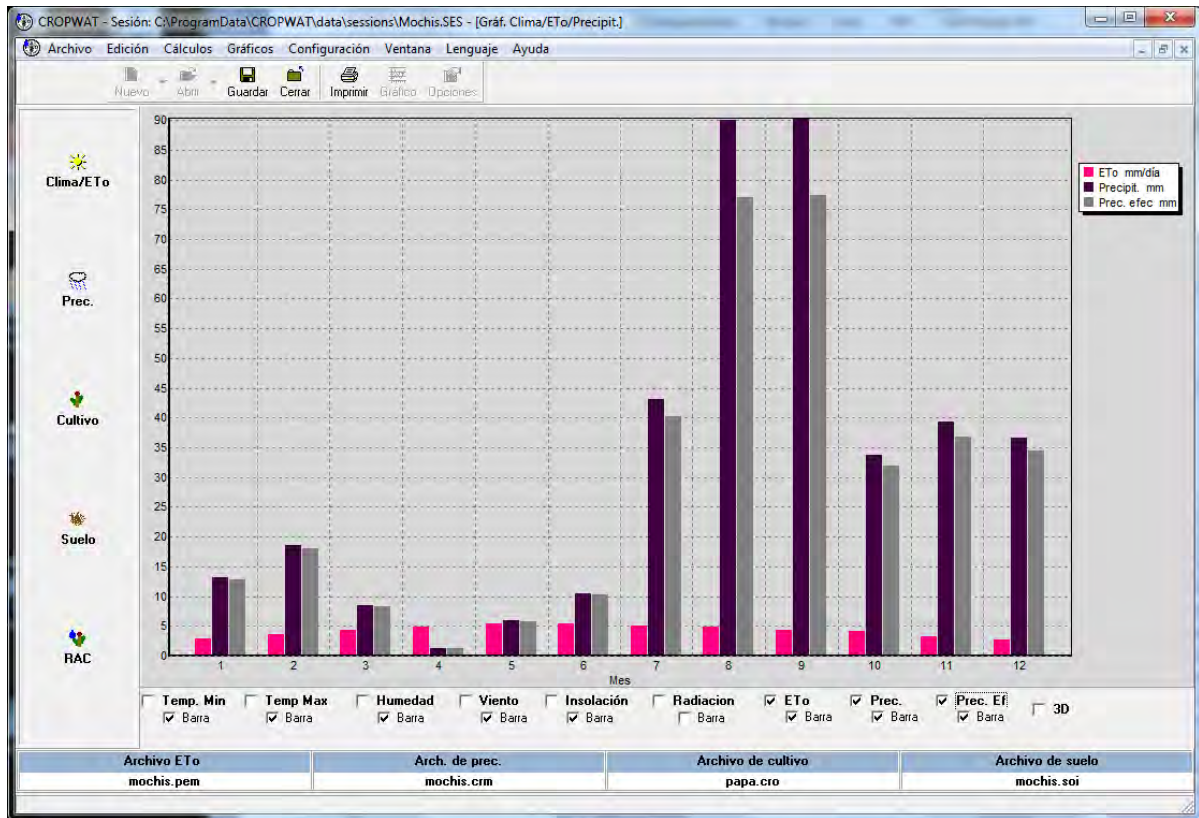 CROPWAT - Sesión: C:\ProgramData\CROPWAT\data\sessions\Mochis.SES - [Gráf. Clima/ETo/Precipit.]
Archivo Edición Cálculos Gráficos Configuración Ventana Lenguaje Ayuda
Nuevo Abrir Guardar Cerrar Imprimir Gráfico Opciones
Clima/ETo
Prec.
Cultivo
Suelo
RAC
90
85
80
75
70
65
60
55
50
45
40
35
30
25
20
15
10
5
0
1 2 3 4 5 6 7 8 9 10 11 12
Mes
ETo mm/día
Precipit. mm
Prec. efec mm
Temp. Min Temp Max Humedad Viento Insolación Radiacion ETo Prec. Prec. Ef 3D
Barra Barra Barra Barra Barra Barra Barra Barra Barra
Archivo ETo Arch. de prec. Archivo de cultivo Archivo de suelo
mochis.pem mochis.crm papa.cro mochis.soi